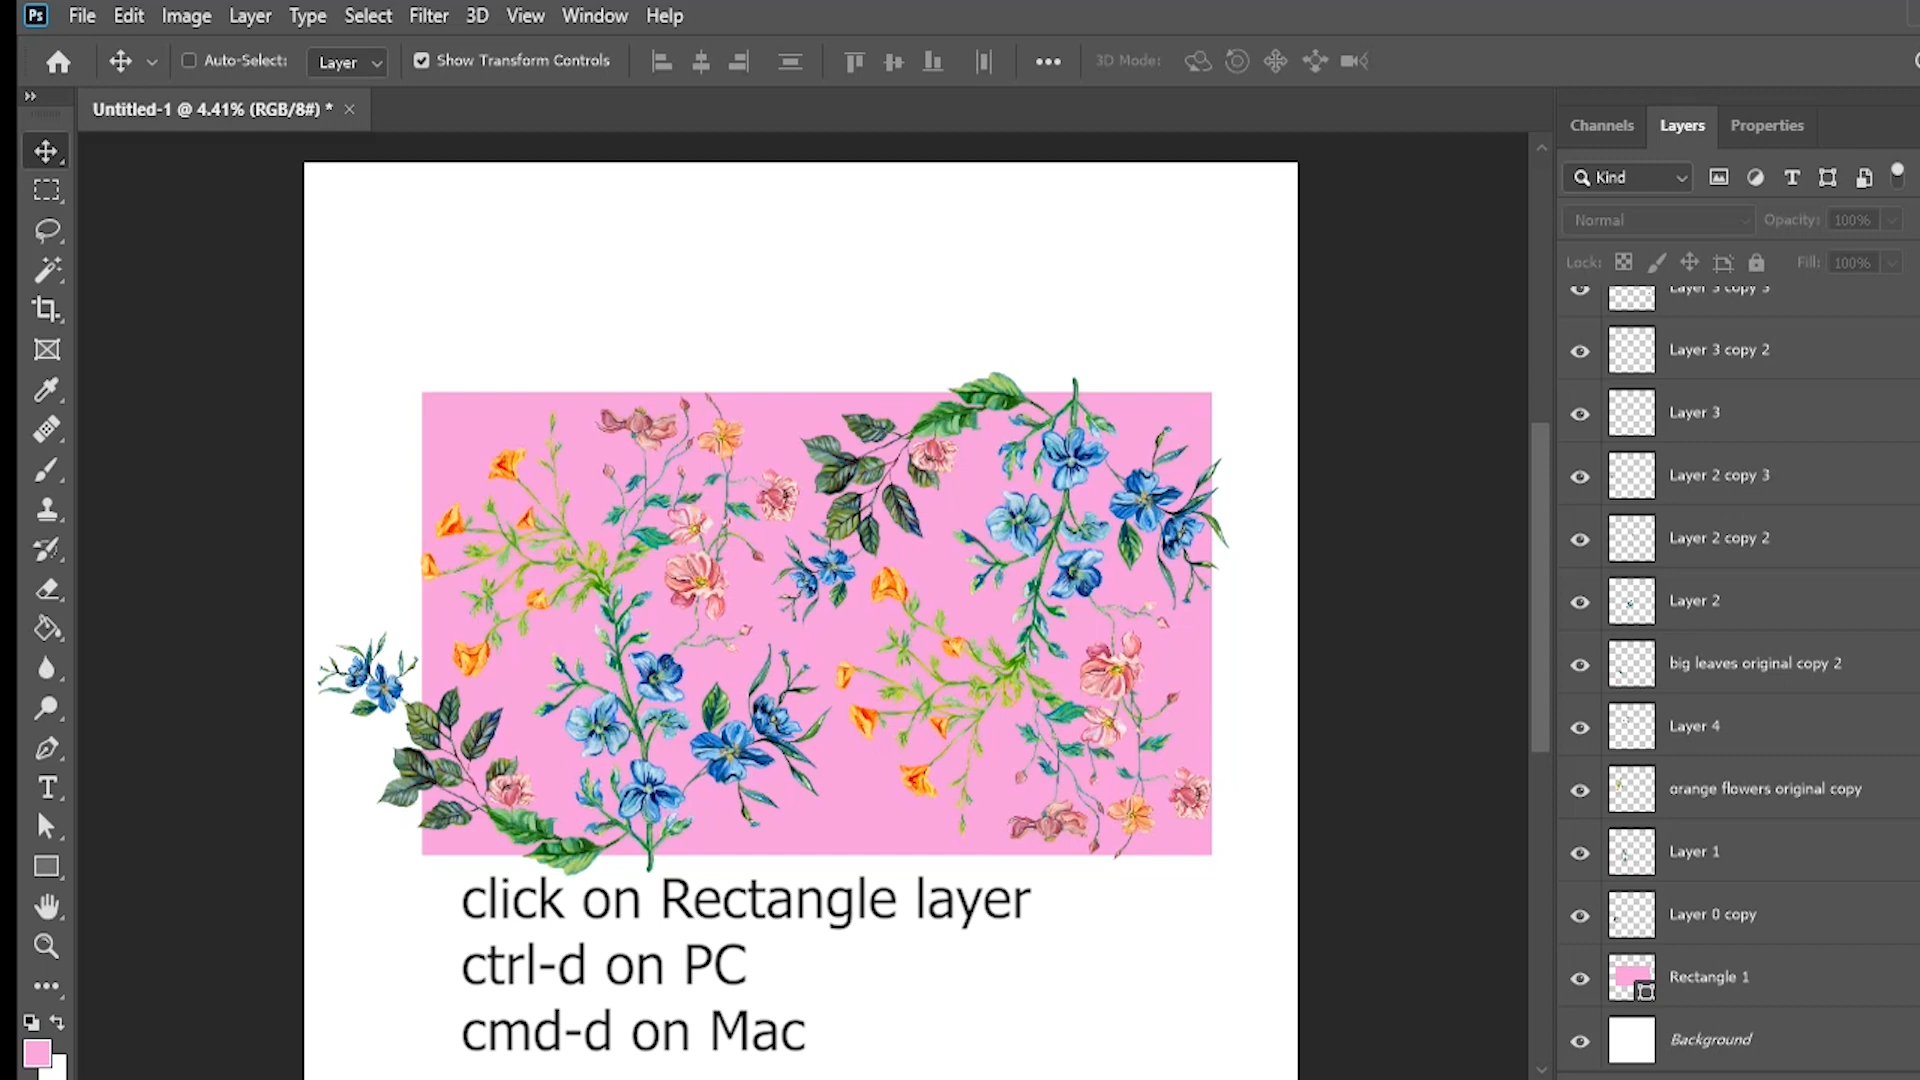 Ps File Edit Image Layer Type Select Filter 3D View Window Help
Auto-Select: Layer Show Transform Controls 3D Mode:
Untitled-1 @ 4.41% (RGB/8#) * ×
Channels Layers Properties
Kind
Normal Opacity: 100%
Lock: Fill: 100%
Layer 3 copy 3
Layer 3 copy 2
Layer 3
Layer 2 copy 3
Layer 2 copy 2
Layer 2
big leaves original copy 2
Layer 4
orange flowers original copy
Layer 1
Layer 0 copy
Rectangle 1
Background
click on Rectangle layer
ctrl-d on PC
cmd-d on Mac